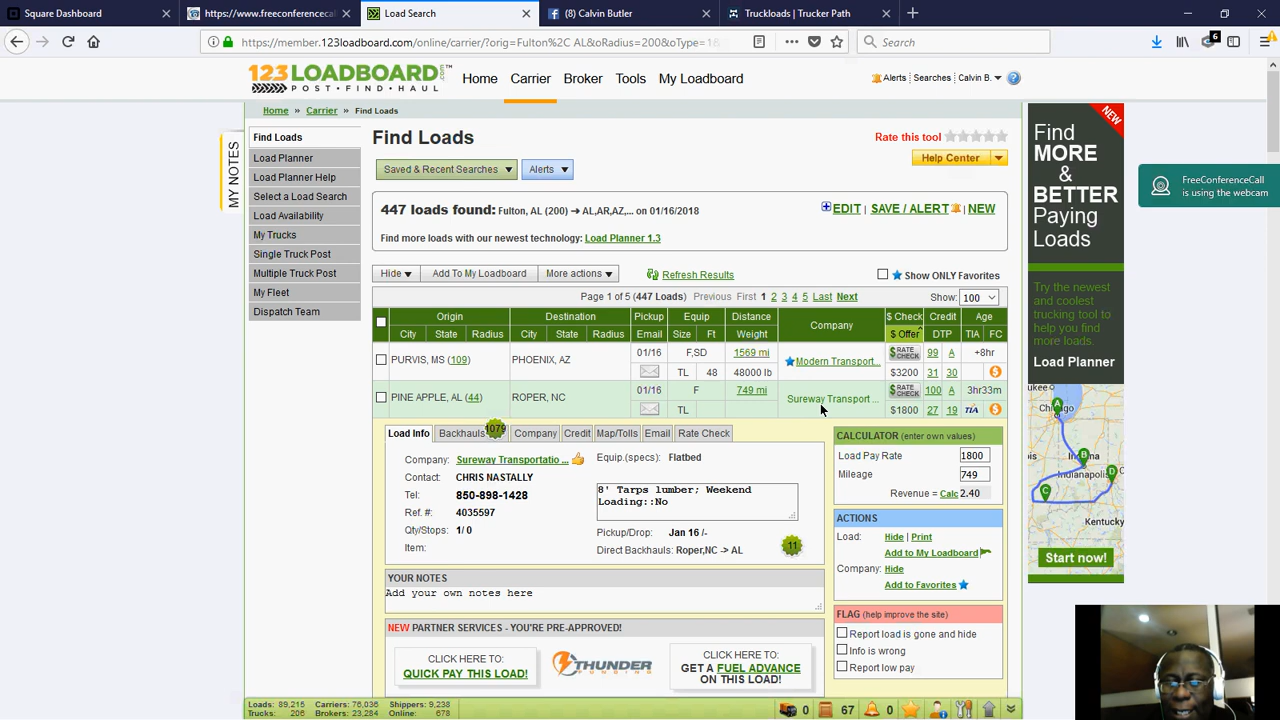 Square Dashboard
https://www.freeconferencecal
Load Search
(8) Calvin Butler
Truckloads | Trucker Path
https://member.123loadboard.com/online/carrier/?orig=Fulton%2C AL&oRadius=200&oType=1&
Search
6
123LOADBOARD
POST • FIND • HAUL
Home Carrier Broker Tools My Loadboard
Alerts Searches Calvin B.
Home » Carrier » Find Loads
MY NOTES
Find Loads
Load Planner
Load Planner Help
Select a Load Search
Load Availability
My Trucks
Single Truck Post
Multiple Truck Post
My Fleet
Dispatch Team
Find Loads
Rate this tool
Help Center
Saved & Recent Searches
Alerts
447 loads found: Fulton, AL (200) → AL,AR,AZ,... on 01/16/2018
EDIT | SAVE / ALERT | NEW
Find more loads with our newest technology: Load Planner 1.3
Hide Add To My Loadboard More actions Refresh Results Show ONLY Favorites
Page 1 of 5 (447 Loads) Previous First 1 2 3 4 5 Last Next Show: 100
Origin Destination Pickup Equip Distance Company $ Check Credit Age
City State Radius City State Radius Email Size Ft Weight $ Offer DTP TIA FC
PURVIS, MS (109) PHOENIX, AZ 01/16 F,SD 1569 mi Modern Transport... RATE CHECK 99 A +8hr
TL 48 48000 lb $3200 31 30
PINE APPLE, AL (44) ROPER, NC 01/16 F 749 mi Sureway Transport ... RATE CHECK 100 A 3hr33m
TL $1800 27 19 TIA
Load Info Backhauls 1079 Company Credit Map/Tolls Email Rate Check
Company: Sureway Transportatio ...
Contact: CHRIS NASTALLY
Tel: 850-898-1428
Ref. #: 4035597
Qty/Stops: 1/ 0
Item:
Equip.(specs): Flatbed
8' Tarps lumber; Weekend
Loading::No
Pickup/Drop: Jan 16 /-
Direct Backhauls: Roper,NC -> AL 11
YOUR NOTES
Add your own notes here
NEW PARTNER SERVICES - YOU'RE PRE-APPROVED!
CLICK HERE TO:
QUICK PAY THIS LOAD!
THUNDER
FUNDING
CLICK HERE TO:
GET A FUEL ADVANCE
ON THIS LOAD!
CALCULATOR (enter own values)
Load Pay Rate 1800
Mileage 749
Revenue = Calc 2.40
ACTIONS
Load: Hide | Print
Add to My Loadboard
Company: Hide
Add to Favorites
FLAG (help improve the site)
Report load is gone and hide
Info is wrong
Report low pay
NEW
Find
MORE
&
BETTER
Paying
Loads
Try the newest
and coolest
trucking tool to
help you find
more loads.
Load Planner
Chicago
Indiana
Indianapolis
Kentucky
A
B
C
D
Start now!
FreeConferenceCall
is using the webcam
Loads: 89,215 Carriers: 76,036 Shippers: 9,238
Trucks: 206 Brokers: 23,284 Online: 678
0 67 0